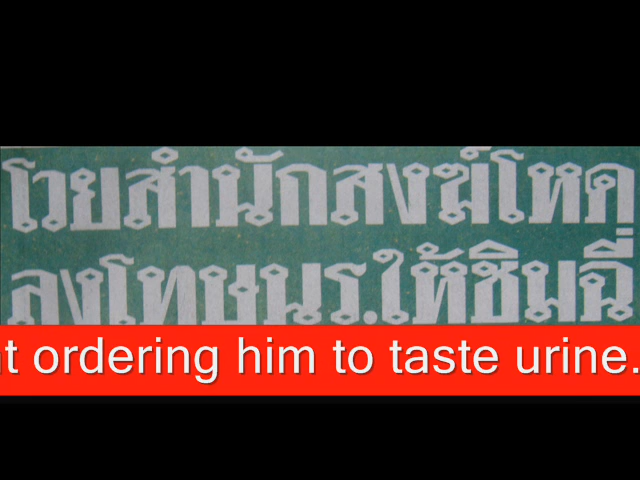 โวยสำนักสงฆ์โหด
ลงโทษนร.ให้ชิมฉี่
t ordering him to taste urine.